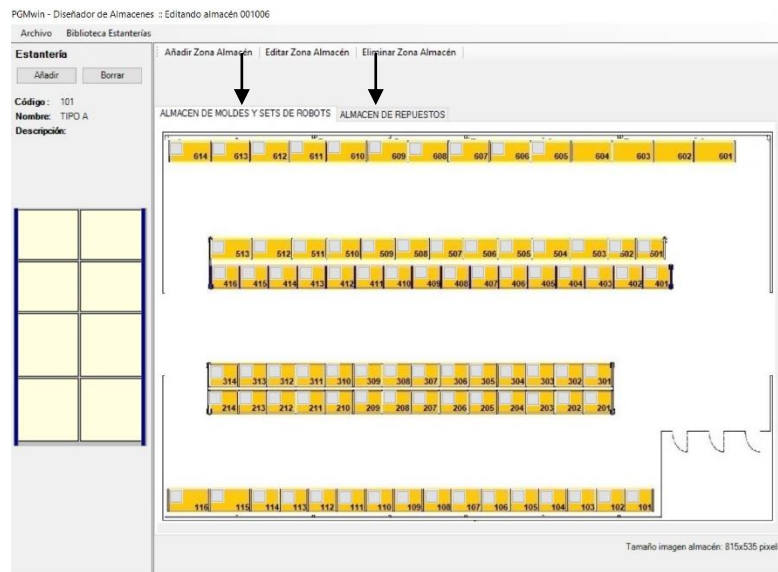 PGMwin - Diseñador de Almacenes :: Editando almacén 001006
Archivo Biblioteca Estanterías
Estantería
Añadir Borrar
Código: 101
Nombre: TIPO A
Descripción:
Añadir Zona Almacén Editar Zona Almacén Eliminar Zona Almacén
ALMACEN DE MOLDES Y SETS DE ROBOTS ALMACEN DE REPUESTOS
614 613 612 611 610 609 608 607 606 605 604 603 602 601
513 512 511 510 509 508 507 506 505 504 503 502 501
416 415 414 413 412 411 410 409 408 407 406 405 404 403 402 401
314 313 312 311 310 309 308 307 306 305 304 303 302 301
214 213 212 211 210 209 208 207 206 205 204 203 202 201
116 115 114 113 112 111 110 109 108 107 106 105 104 103 102 101
Tamaño imagen almacén: 815x535 pixel